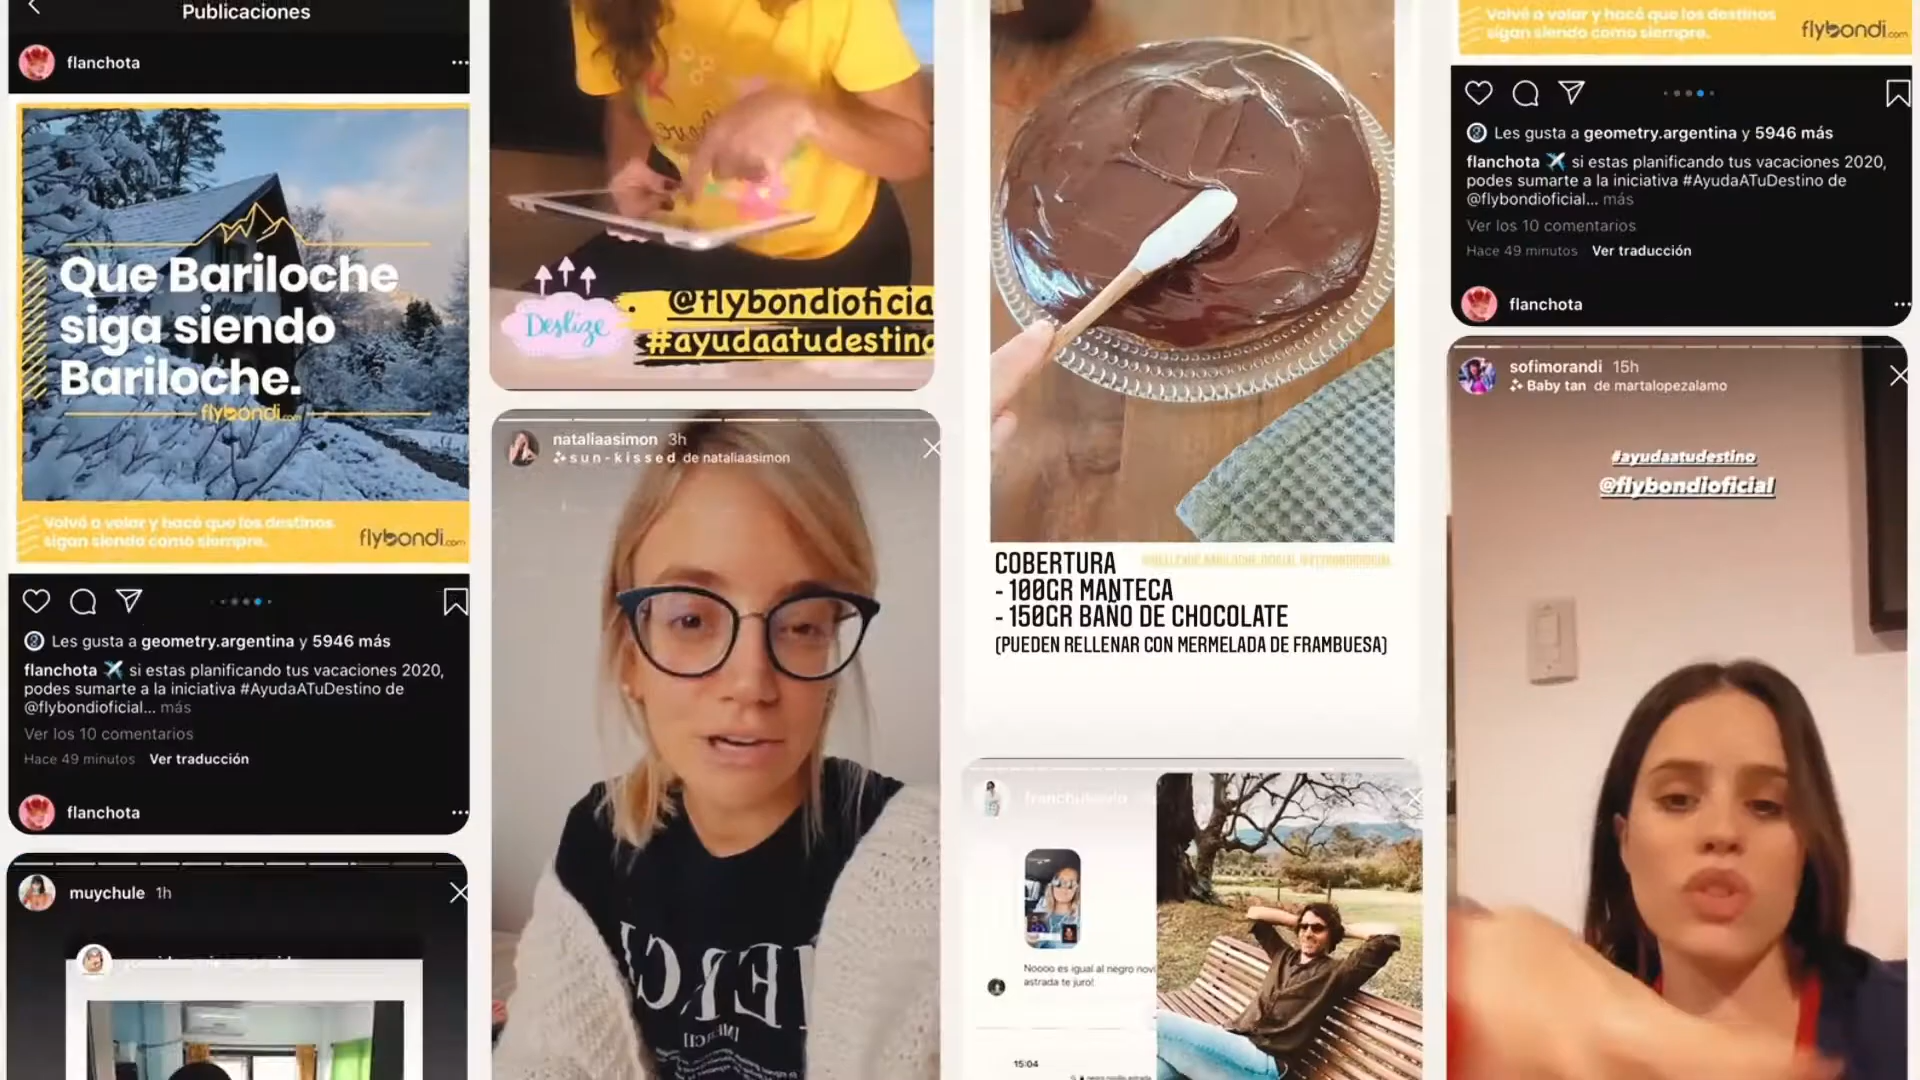 Publicaciones
flanchota
Que Bariloche
siga siendo
Bariloche.
flybondi.com
Volvé a volar y hacé que los destinos
sigan siendo como siempre.
flybondi.com
Les gusta a geometry.argentina y 5946 más
flanchota ✈️ si estas planificando tus vacaciones 2020,
podes sumarte a la iniciativa #AyudaATuDestino de
@flybondioficial... más
Ver los 10 comentarios
Hace 49 minutos Ver traducción
flanchota
muychule 1h
Deslize
@flybondioficia
#ayudaatudestino
nataliaasimon 3h
sun-kissed de nataliaasimon
MERCI
[MERCI]
COBERTURA
- 100GR MANTECA
- 150GR BAÑO DE CHOCOLATE
(PUEDEN RELLENAR CON MERMELADA DE FRAMBUESA)
Noooo es igual al negro novi
astrada te juro!
15:04
Volvé a volar y hacé que los destinos
sigan siendo como siempre.
flybondi.com
Les gusta a geometry.argentina y 5946 más
flanchota ✈️ si estas planificando tus vacaciones 2020,
podes sumarte a la iniciativa #AyudaATuDestino de
@flybondioficial... más
Ver los 10 comentarios
Hace 49 minutos Ver traducción
flanchota
sofimorandi 15h
Baby tan de martalopezalamo
#ayudaatudestino
@flybondioficial